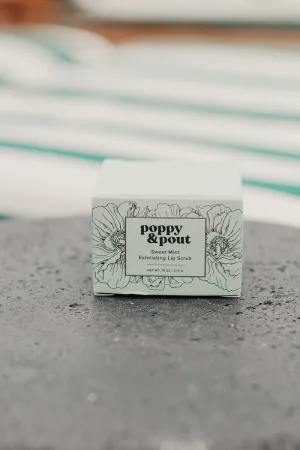 poppy
&pout
Sweet Mint
Exfoliating Lip Scrub